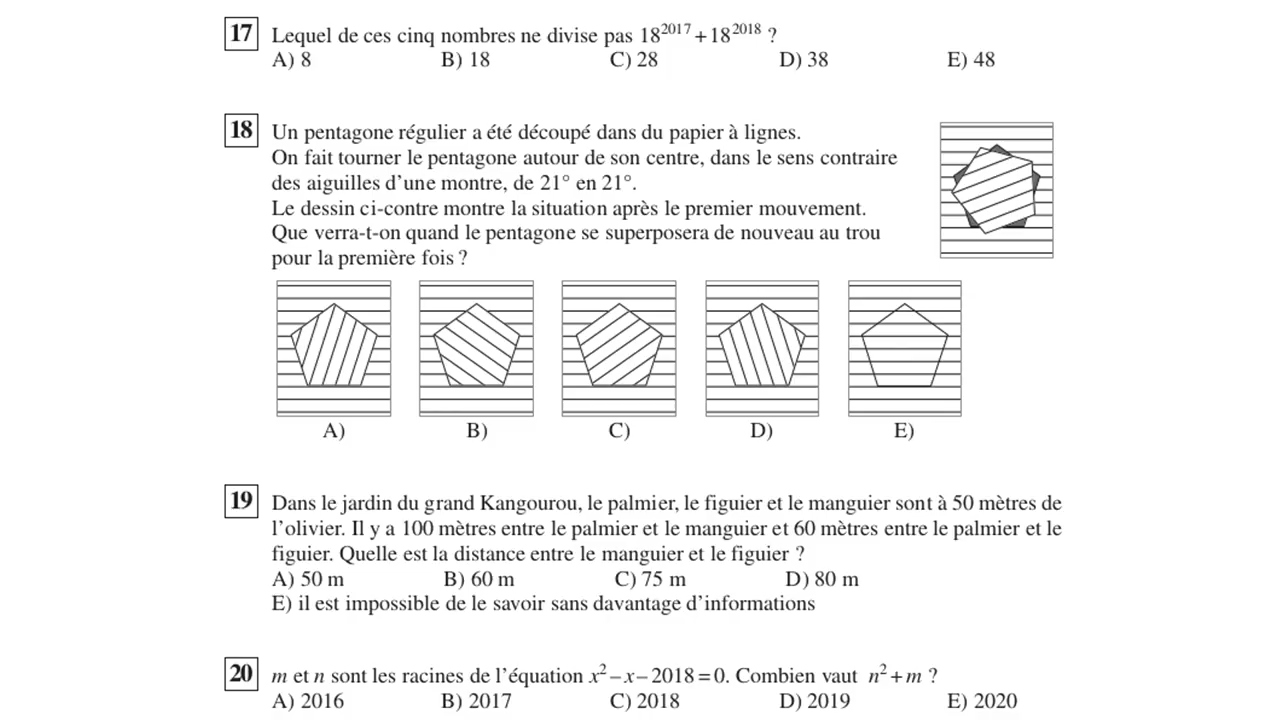 17 Lequel de ces cinq nombres ne divise pas 18²⁰¹⁷ + 18²⁰¹⁸ ?
A) 8 B) 18 C) 28 D) 38 E) 48
18 Un pentagone régulier a été découpé dans du papier à lignes.
On fait tourner le pentagone autour de son centre, dans le sens contraire
des aiguilles d’une montre, de 21° en 21°.
Le dessin ci-contre montre la situation après le premier mouvement.
Que verra-t-on quand le pentagone se superposera de nouveau au trou
pour la première fois ?
A) B) C) D) E)
19 Dans le jardin du grand Kangourou, le palmier, le figuier et le manguier sont à 50 mètres de
l’olivier. Il y a 100 mètres entre le palmier et le manguier et 60 mètres entre le palmier et le
figuier. Quelle est la distance entre le manguier et le figuier ?
A) 50 m B) 60 m C) 75 m D) 80 m
E) il est impossible de le savoir sans davantage d’informations
20 m et n sont les racines de l’équation x² – x – 2018 = 0. Combien vaut n² + m ?
A) 2016 B) 2017 C) 2018 D) 2019 E) 2020